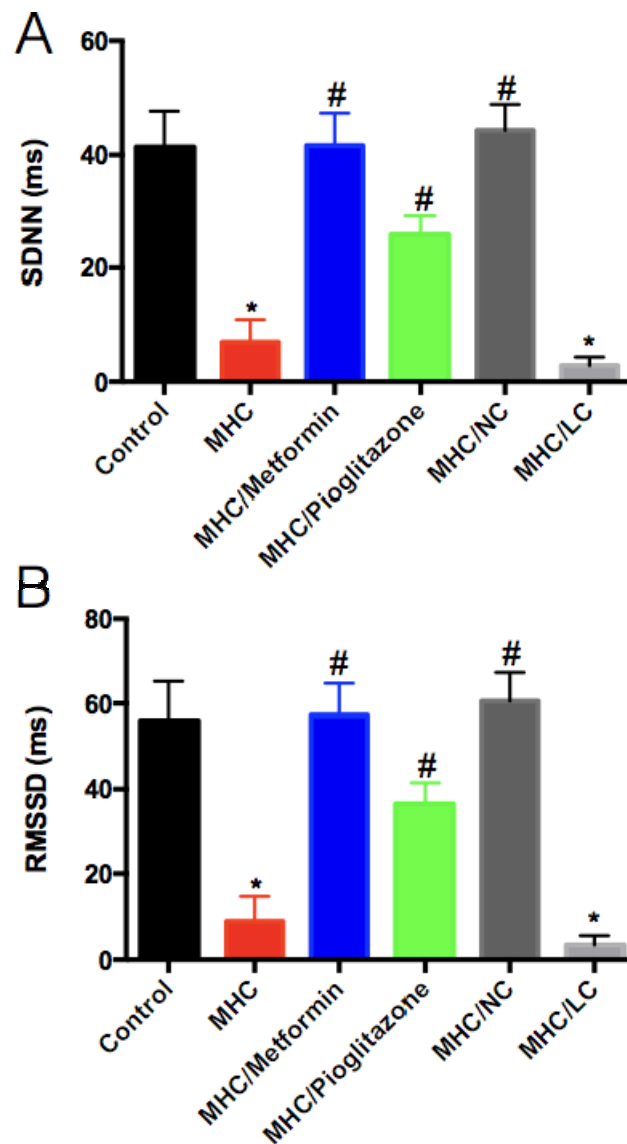 A
SDNN (ms)
60
40
20
0
*
#
#
#
*
Control
MHC
MHC/Metformin
MHC/Pioglitazone
MHC/NC
MHC/LC
B
RMSSD (ms)
80
60
40
20
0
*
#
#
#
*
Control
MHC
MHC/Metformin
MHC/Pioglitazone
MHC/NC
MHC/LC